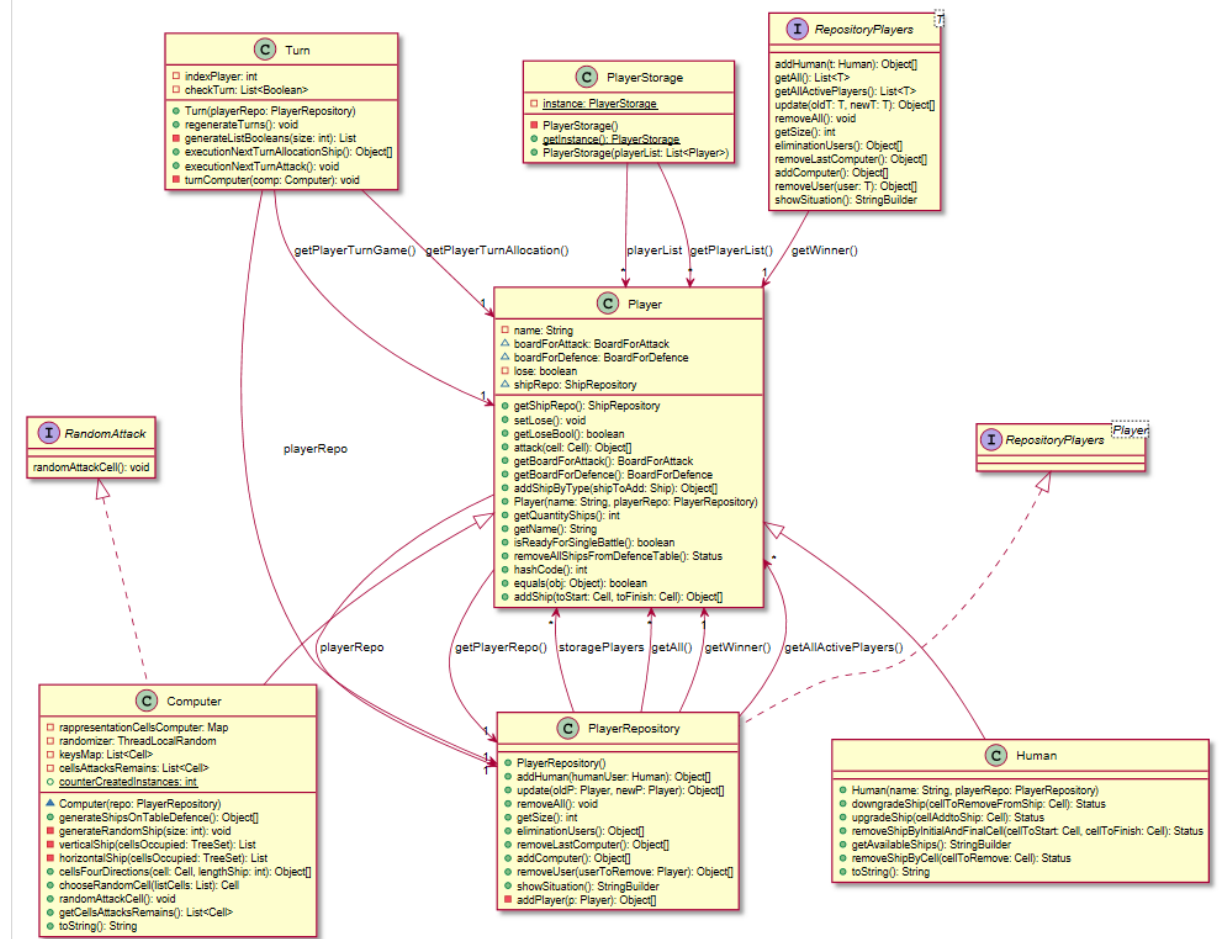 C Turn
indexPlayer: int
checkTurn: List<Boolean>
Turn(playerRepo: PlayerRepository)
regenerateTurns(): void
generateListBooleans(size: int): List
executionNextTurnAllocationShip(): Object[]
executionNextTurnAttack(): void
turnComputer(comp: Computer): void
C PlayerStorage
instance: PlayerStorage
PlayerStorage()
getInstance(): PlayerStorage
PlayerStorage(playerList: List<Player>)
I RepositoryPlayers
T
addHuman(t: Human): Object[]
getAll(): List<T>
getAllActivePlayers(): List<T>
update(oldT: T, newT: T): Object[]
removeAll(): void
getSize(): int
eliminationUsers(): Object[]
removeLastComputer(): Object[]
addComputer(): Object[]
removeUser(user: T): Object[]
showSituation(): StringBuilder
getPlayerTurnGame()
getPlayerTurnAllocation()
playerList
getPlayerList()
getWinner()
1
*
*
1
C Player
name: String
boardForAttack: BoardForAttack
boardForDefence: BoardForDefence
lose: boolean
shipRepo: ShipRepository
getShipRepo(): ShipRepository
setLose(): void
getLoseBool(): boolean
attack(cell: Cell): Object[]
getBoardForAttack(): BoardForAttack
getBoardForDefence(): BoardForDefence
addShipByType(shipToAdd: Ship): Object[]
Player(name: String, playerRepo: PlayerRepository)
getQuantityShips(): int
getName(): String
isReadyForSingleBattle(): boolean
removeAllShipsFromDefenceTable(): Status
hashCode(): int
equals(obj: Object): boolean
addShip(toStart: Cell, toFinish: Cell): Object[]
1
I RandomAttack
randomAttackCell(): void
playerRepo
I RepositoryPlayers
Player
*
*
*
1
playerRepo
getPlayerRepo()
storagePlayers
getAll()
getWinner()
getAllActivePlayers()
C Computer
rappresentationCellsComputer: Map
randomizer: ThreadLocalRandom
keysMap: List<Cell>
cellsAttacksRemains: List<Cell>
counterCreatedInstances: int
Computer(repo: PlayerRepository)
generateShipsOnTableDefence(): Object[]
generateRandomShip(size: int): void
verticalShip(cellsOccupied: TreeSet): List
horizontalShip(cellsOccupied: TreeSet): List
cellsFourDirections(cell: Cell, lengthShip: int): Object[]
chooseRandomCell(listCells: List): Cell
randomAttackCell(): void
getCellsAttacksRemains(): List<Cell>
toString(): String
1
1
1
C PlayerRepository
PlayerRepository()
addHuman(humanUser: Human): Object[]
update(oldP: Player, newP: Player): Object[]
removeAll(): void
getSize(): int
eliminationUsers(): Object[]
removeLastComputer(): Object[]
addComputer(): Object[]
removeUser(userToRemove: Player): Object[]
showSituation(): StringBuilder
addPlayer(p: Player): Object[]
C Human
Human(name: String, playerRepo: PlayerRepository)
downgradeShip(cellToRemoveFromShip: Cell): Status
upgradeShip(cellAddtoShip: Cell): Status
removeShipByInitialAndFinalCell(cellToStart: Cell, cellToFinish: Cell): Status
getAvailableShips(): StringBuilder
removeShipByCell(cellToRemove: Cell): Status
toString(): String